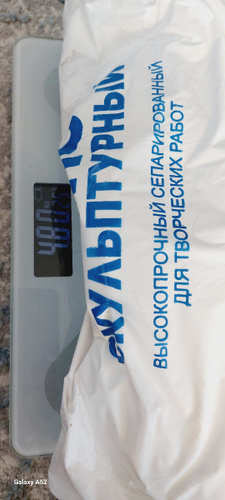 СКУЛЬПТУРНЫЙ
ВЫСОКОПРОЧНЫЙ СЕПАРИРОВАННЫЙ
ДЛЯ ТВОРЧЕСКИХ РАБОТ
Galaxy A52